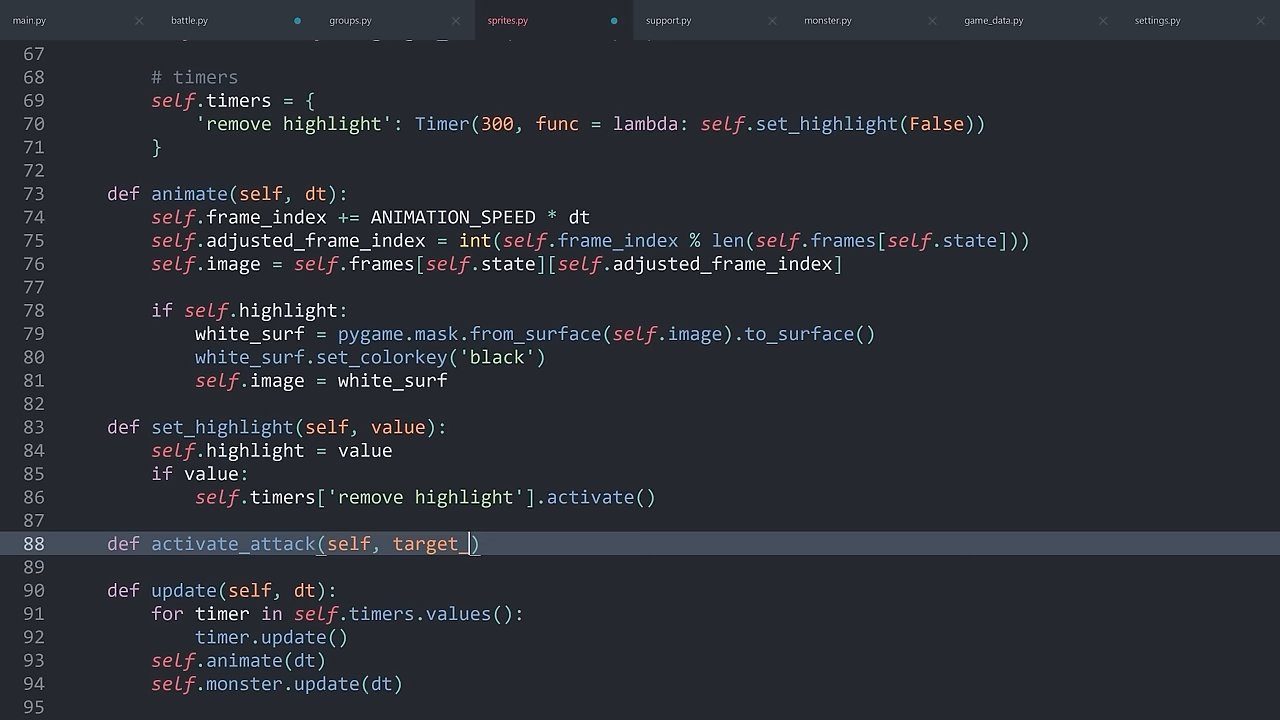 main.py battle.py groups.py sprites.py support.py monster.py game_data.py settings.py
67
68 # timers
69 self.timers = {
70 'remove highlight': Timer(300, func = lambda: self.set_highlight(False))
71 }
72
73 def animate(self, dt):
74 self.frame_index += ANIMATION_SPEED * dt
75 self.adjusted_frame_index = int(self.frame_index % len(self.frames[self.state]))
76 self.image = self.frames[self.state][self.adjusted_frame_index]
77
78 if self.highlight:
79 white_surf = pygame.mask.from_surface(self.image).to_surface()
80 white_surf.set_colorkey('black')
81 self.image = white_surf
82
83 def set_highlight(self, value):
84 self.highlight = value
85 if value:
86 self.timers['remove highlight'].activate()
87
88 def activate_attack(self, target_)
89
90 def update(self, dt):
91 for timer in self.timers.values():
92 timer.update()
93 self.animate(dt)
94 self.monster.update(dt)
95